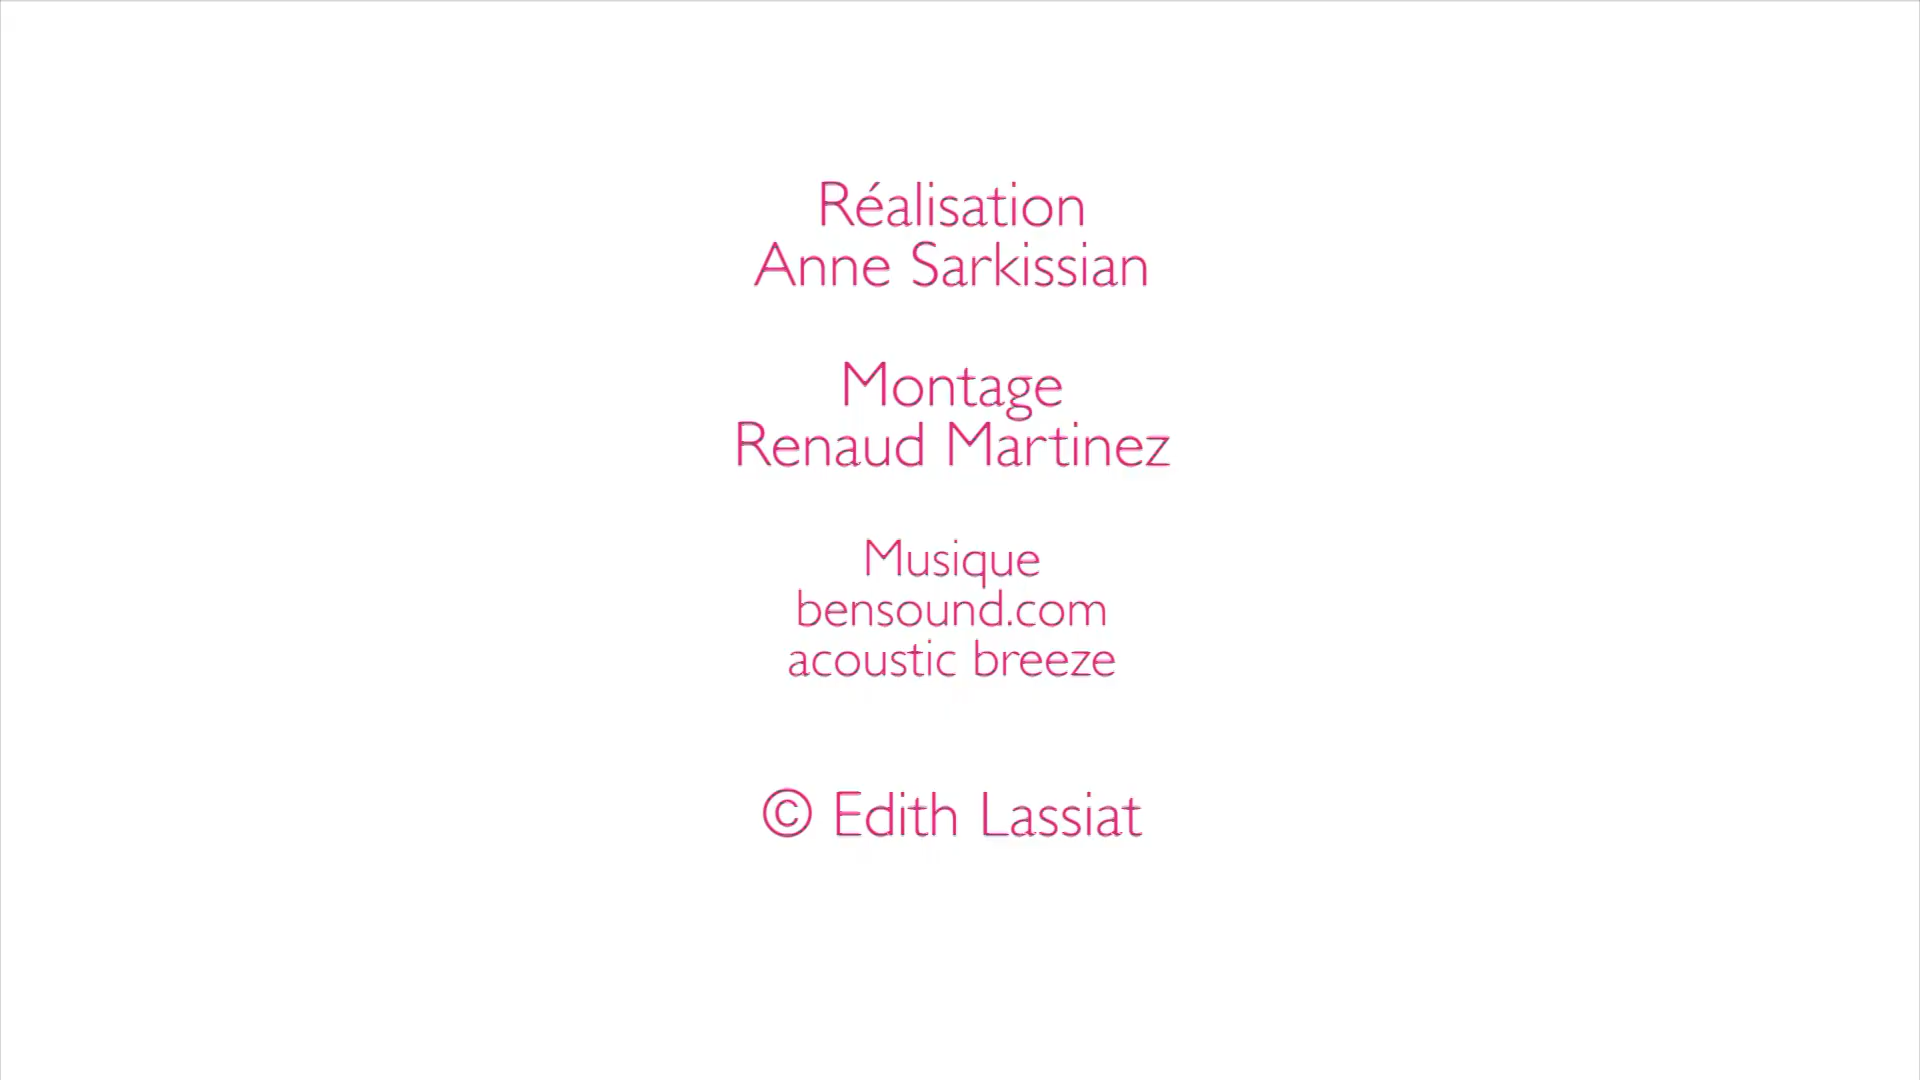 Réalisation
Anne Sarkissian
Montage
Renaud Martinez
Musique
bensound.com
acoustic breeze
© Edith Lassiat